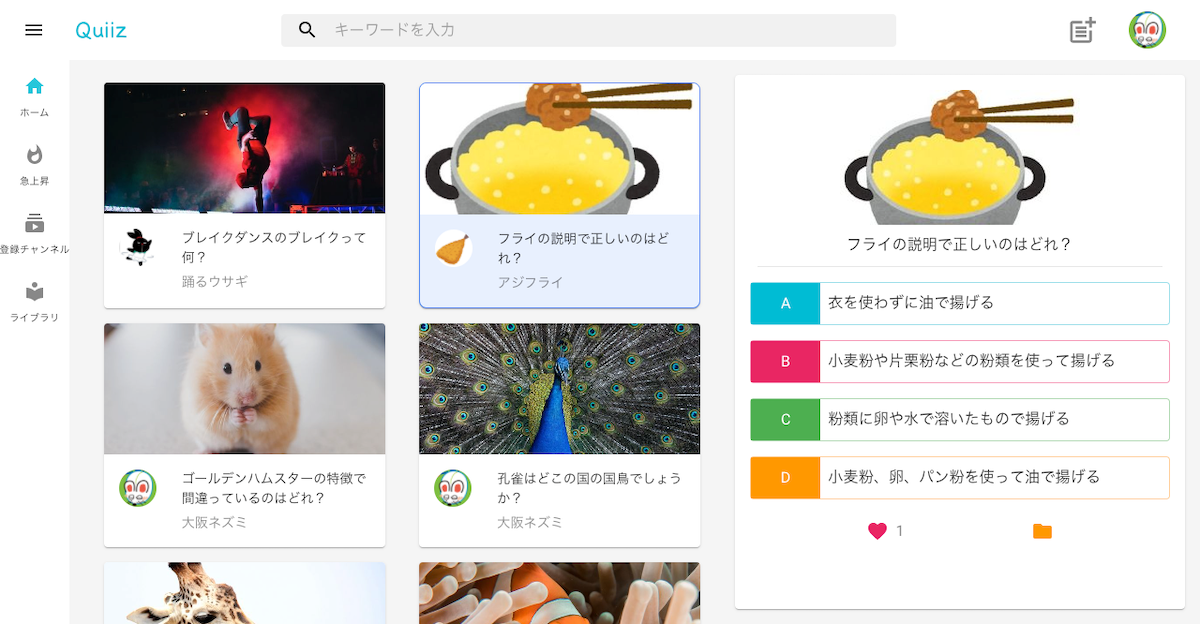 Quiiz
キーワードを入力
ホーム
急上昇
登録チャンネル
ライブラリ
ブレイクダンスのブレイクって
何？
踊るウサギ
フライの説明で正しいのはど
れ？
アジフライ
ゴールデンハムスターの特徴で
間違っているのはどれ？
大阪ネズミ
孔雀はどこの国の国鳥でしょう
か？
大阪ネズミ
フライの説明で正しいのはどれ？
A 衣を使わずに油で揚げる
B 小麦粉や片栗粉などの粉類を使って揚げる
C 粉類に卵や水で溶いたもので揚げる
D 小麦粉、卵、パン粉を使って油で揚げる
1